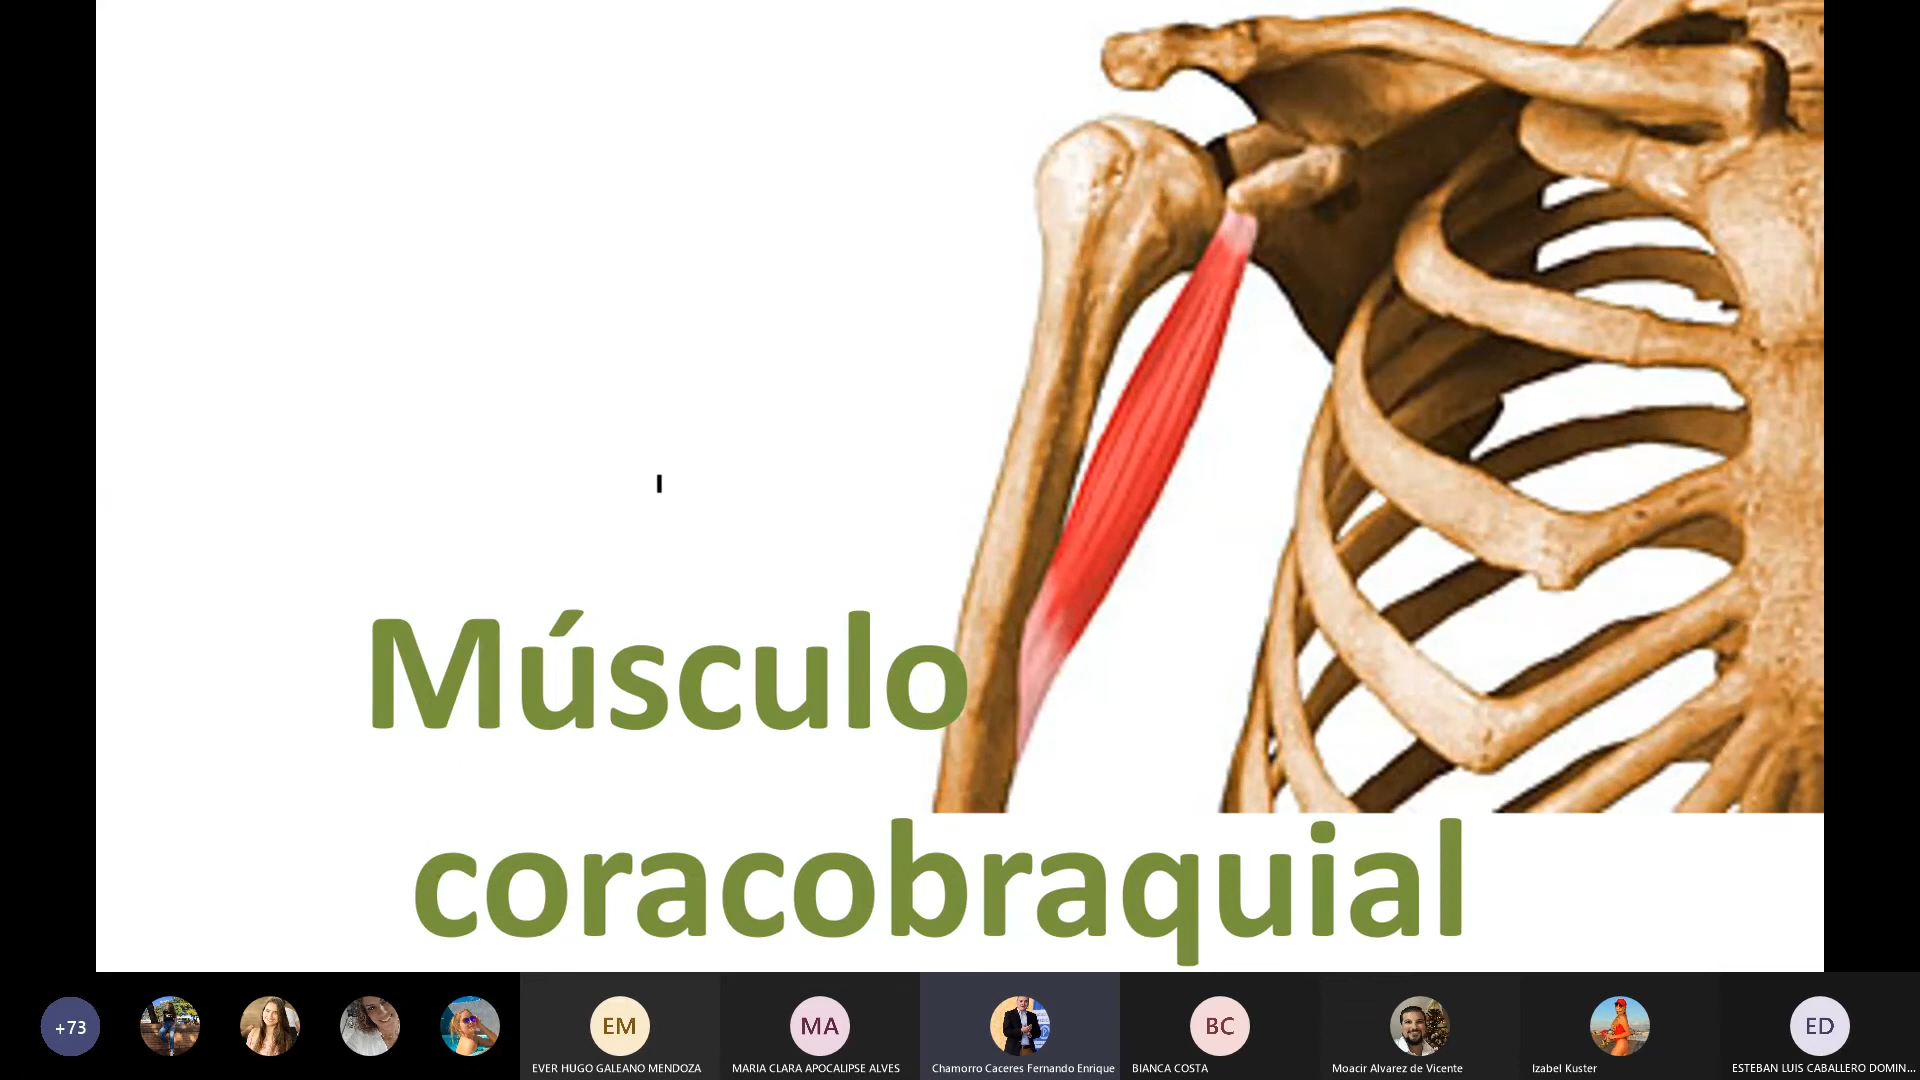 Músculo
coracobraquial
+73
EM
MA
BC
ED
EVER HUGO GALEANO MENDOZA
MARIA CLARA APOCALIPSE ALVES
Chamorro Caceres Fernando Enrique
BIANCA COSTA
Moacir Alvarez de Vicente
Izabel Kuster
ESTEBAN LUIS CABALLERO DOMIN...